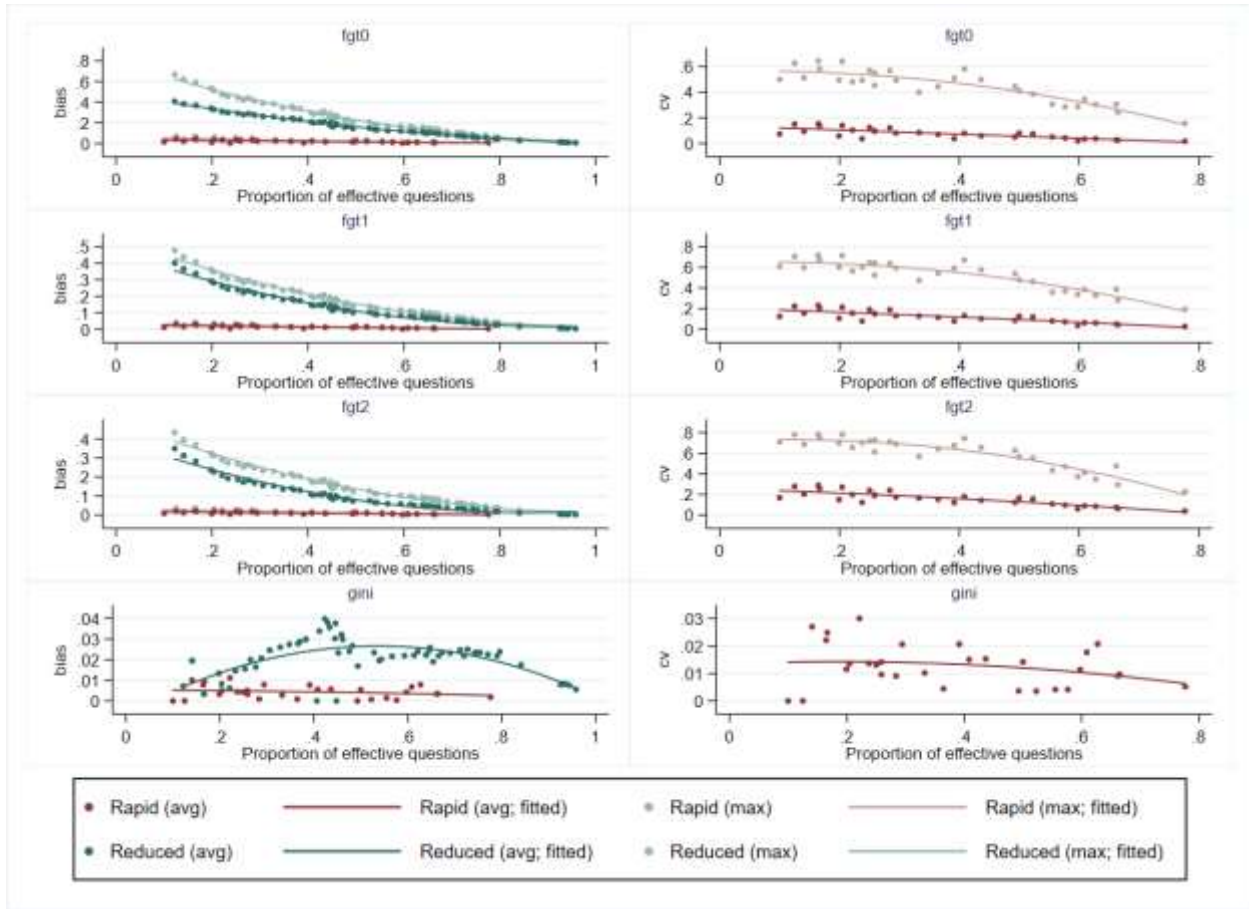 fgt0
fgt0
.8
.6
.4
.2
0
bias
0 .2 .4 .6 .8 1
Proportion of effective questions
.6
.4
.2
0
cv
0 .2 .4 .6 .8
Proportion of effective questions
fgt1
fgt1
.5
.4
.3
.2
.1
0
bias
0 .2 .4 .6 .8 1
Proportion of effective questions
.8
.6
.4
.2
0
cv
0 .2 .4 .6 .8
Proportion of effective questions
fgt2
fgt2
.4
.3
.2
.1
0
bias
0 .2 .4 .6 .8 1
Proportion of effective questions
.8
.6
.4
.2
0
cv
0 .2 .4 .6 .8
Proportion of effective questions
gini
gini
.04
.03
.02
.01
0
bias
0 .2 .4 .6 .8 1
Proportion of effective questions
.03
.02
.01
0
cv
0 .2 .4 .6 .8
Proportion of effective questions
Rapid (avg) Rapid (avg; fitted) Rapid (max) Rapid (max; fitted)
Reduced (avg) Reduced (avg; fitted) Reduced (max) Reduced (max; fitted)